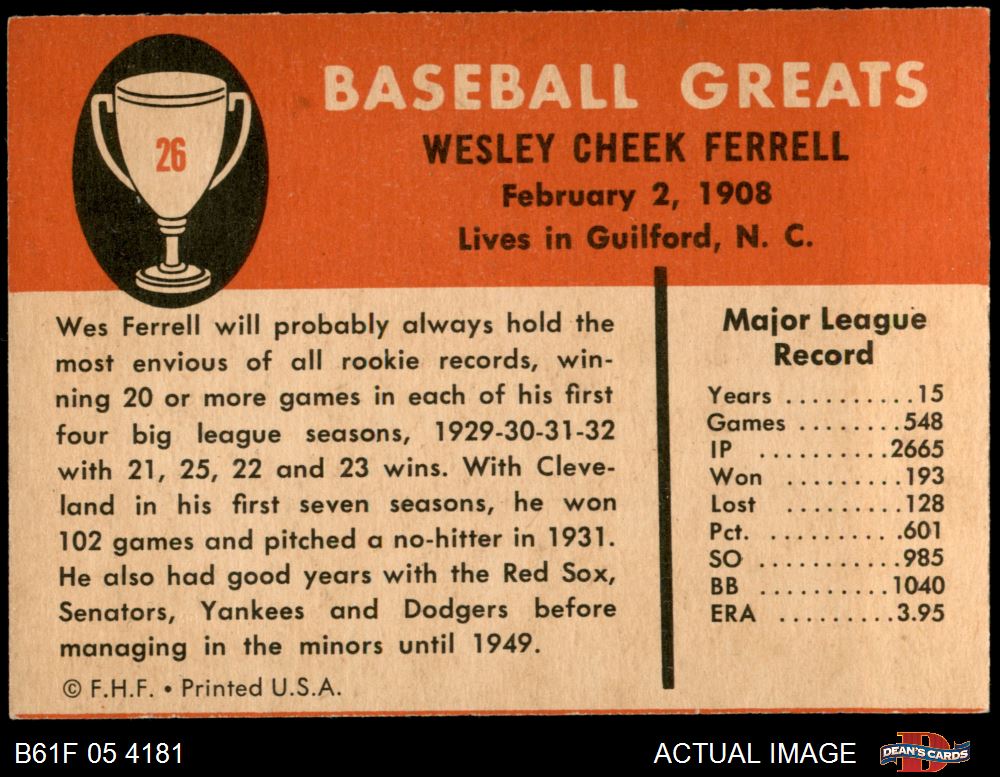 26
BASEBALL GREATS
WESLEY CHEEK FERRELL
February 2, 1908
Lives in Guilford, N. C.
Wes Ferrell will probably always hold the
most envious of all rookie records, win-
ning 20 or more games in each of his first
four big league seasons, 1929-30-31-32
with 21, 25, 22 and 23 wins. With Cleve-
land in his first seven seasons, he won
102 games and pitched a no-hitter in 1931.
He also had good years with the Red Sox,
Senators, Yankees and Dodgers before
managing in the minors until 1949.
© F.H.F. • Printed U.S.A.
Major League
Record
Years . . . . . . . . . . 15
Games . . . . . . . . 548
IP . . . . . . . . . . 2665
Won . . . . . . . . . 193
Lost . . . . . . . . . 128
Pct. . . . . . . . . . .601
SO . . . . . . . . . . . 985
BB . . . . . . . . . . 1040
ERA . . . . . . . . . 3.95
B61F 05 4181
ACTUAL IMAGE
D
DEAN'S CARDS